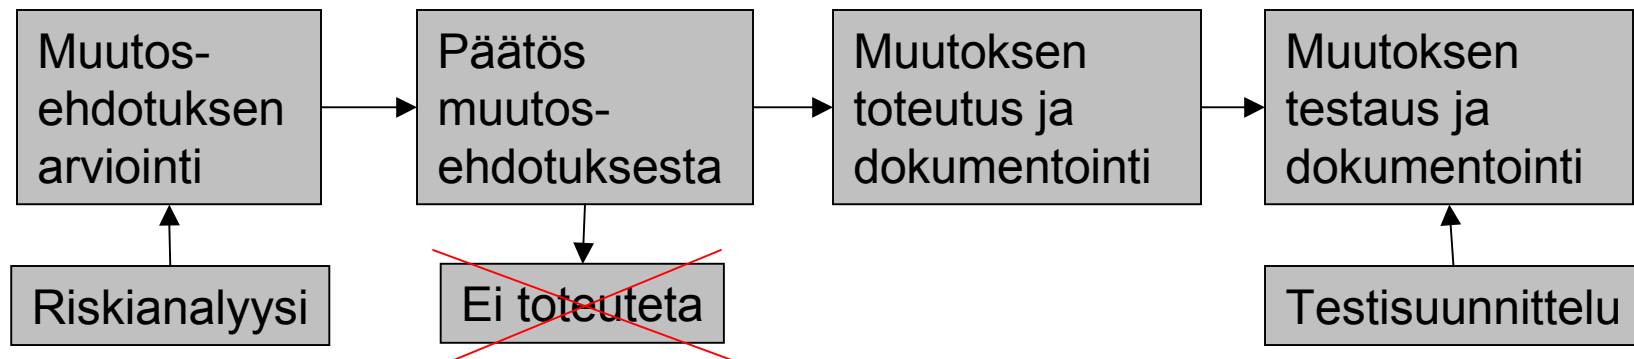 Muutos-
ehdotuksen
arviointi
Päätös
muutos-
ehdotuksesta
Muutoksen
toteutus ja
dokumentointi
Muutoksen
testaus ja
dokumentointi
Riskianalyysi
Ei toteuteta
Testisuunnittelu